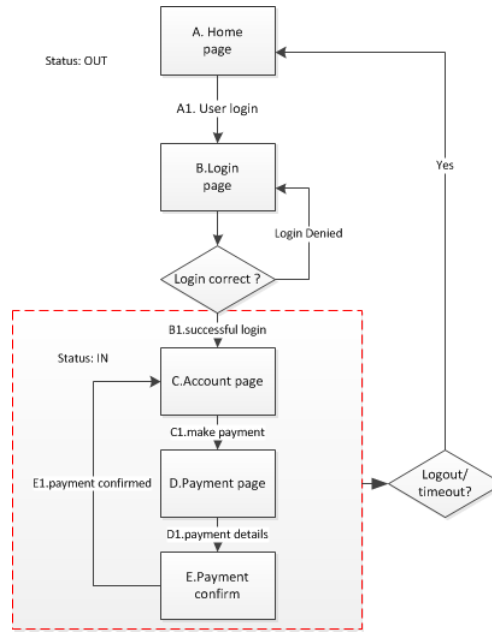 A. Home
page
Status: OUT
A1. User login
Yes
B.Login
page
Login Denied
Login correct ?
B1.successful login
Status: IN
C.Account page
C1.make payment
E1.payment confirmed
D.Payment page
Logout/
timeout?
D1.payment details
E.Payment
confirm